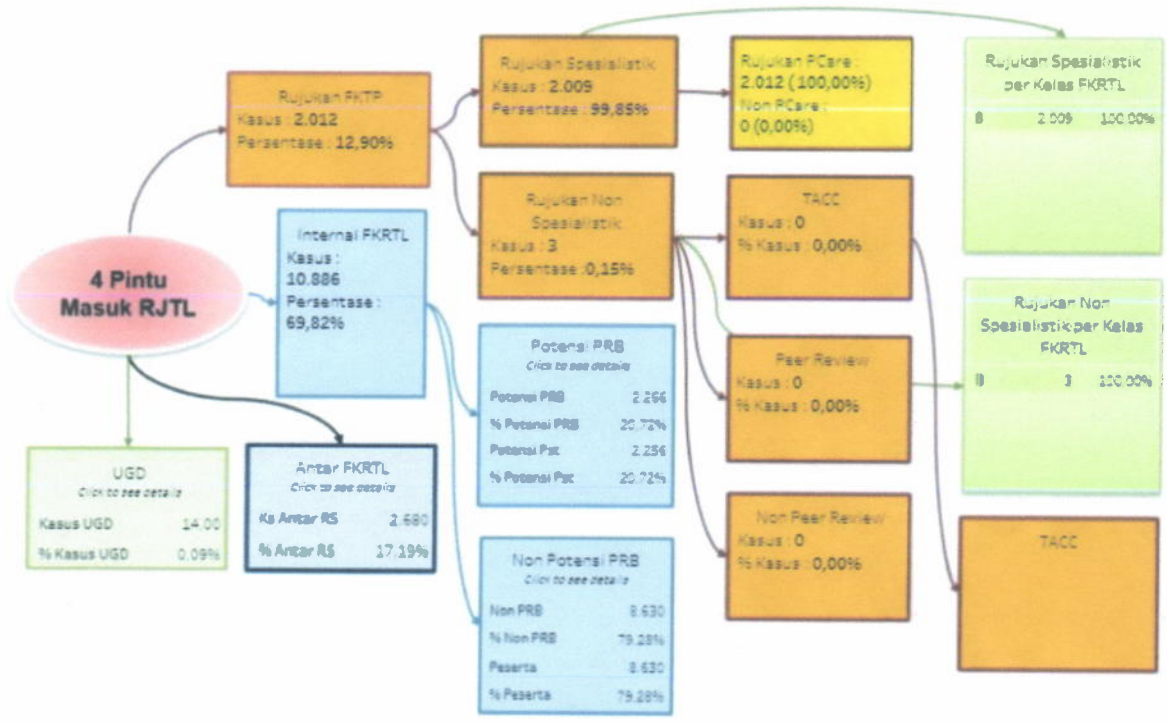 4 Pintu
Masuk RJTL
Rujukan FKTP
Kasus : 2.012
Persentase : 12,90%
Internal FKRTL
Kasus :
10.886
Persentase :
69,82%
UGD
Click to see details
Kasus UGD 14.00
% Kasus UGD 0.09%
Antar FKRTL
Click to see details
Ks Antar RS 2.680
% Antar RS 17.19%
Rujukan Spesialistik
Kasus : 2.009
Persentase : 99,85%
Rujukan Non
Spesialistik
Kasus : 3
Persentase :0,15%
Potensi PRB
Click to see details
Potensi PRB
% Potensi PRB 20,72%
Potensi Pst
% Potensi Pst 20,72%
Non Potensi PRB
Click to see details
Non PRB 8.630
% Non PRB 79.28%
Peserta 8.630
% Peserta 79.28%
Rujukan PCare :
2.012 (100,00%)
Non PCare :
0 (0,00%)
TACC
Kasus : 0
% Kasus : 0,00%
Peer Review
Kasus : 0
% Kasus : 0,00%
Non Peer Review
Kasus : 0
% Kasus : 0,00%
Rujukan Spesialistik
per Kelas FKRTL
B 2.009 100.00%
Rujukan Non
Spesialistik per Kelas
FKRTL
B 3 100.00%
TACC